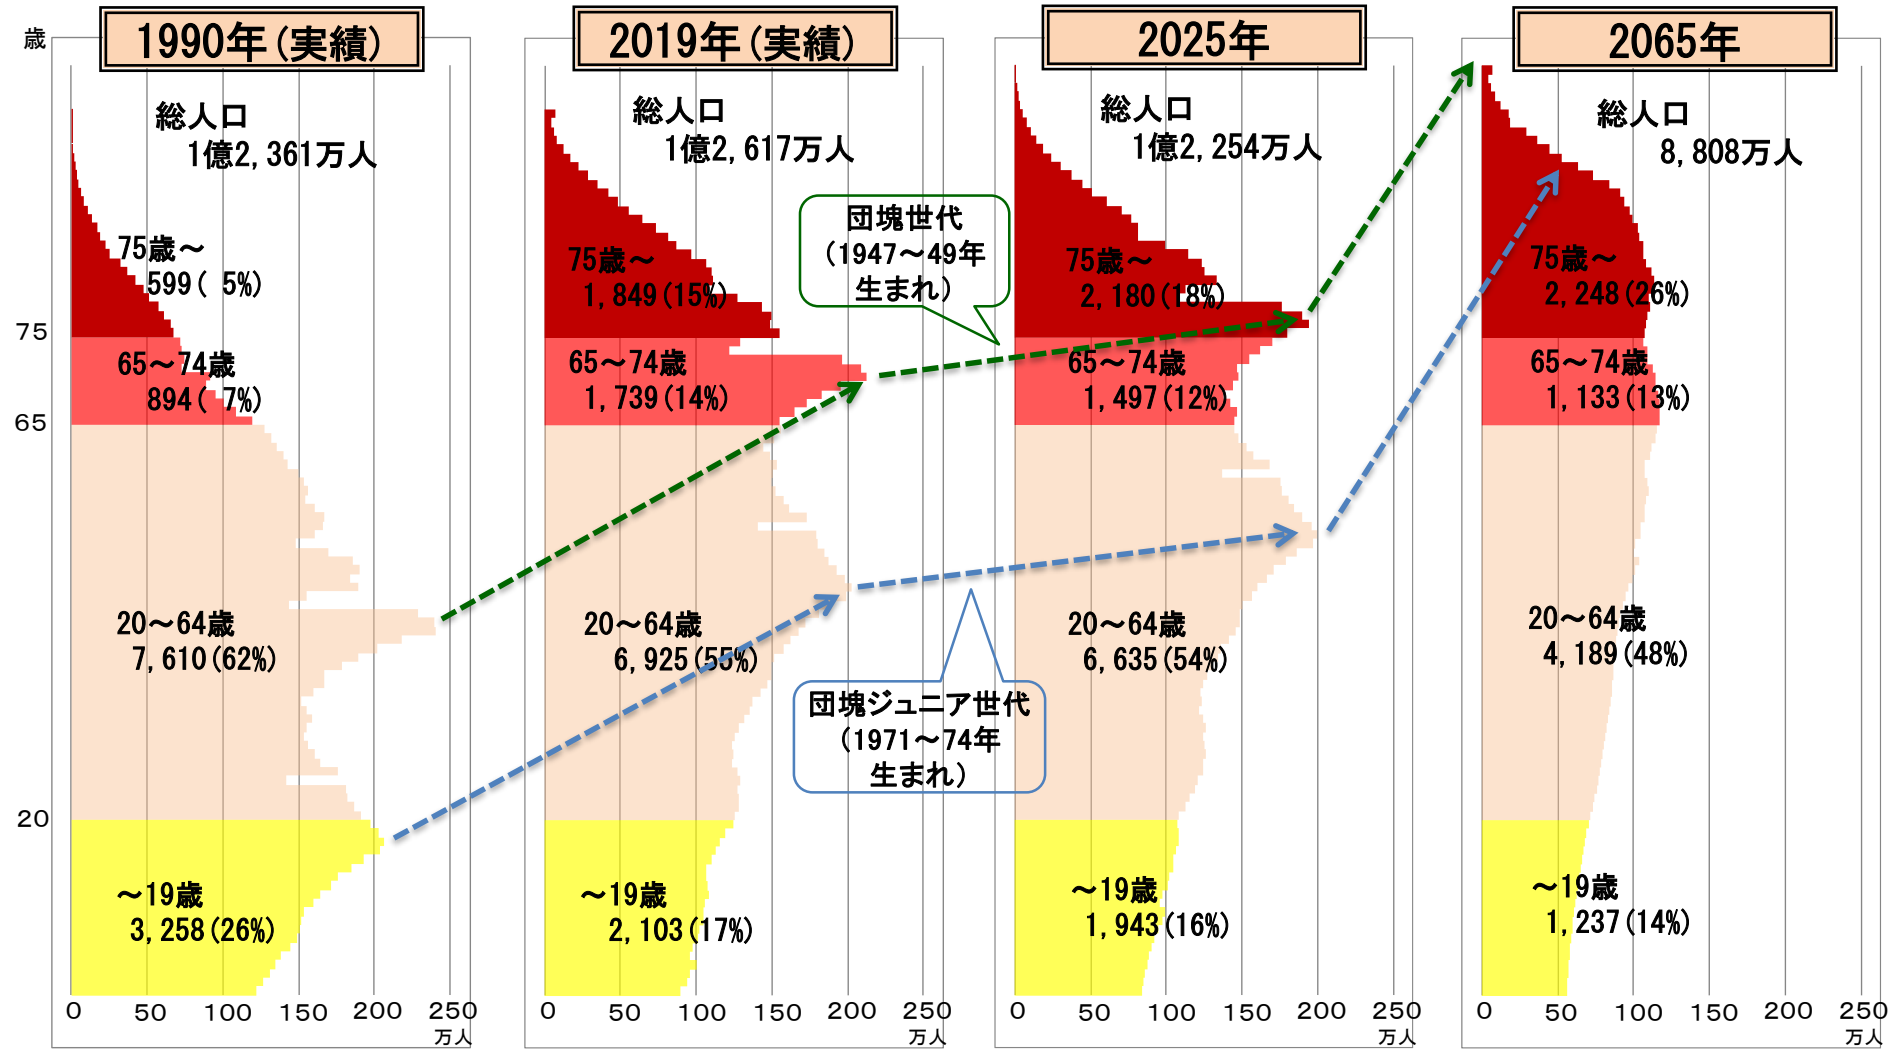 歳
1990年(実績)
総人口
1億2,361万人
75歳～
599( 5%)
65～74歳
894( 7%)
20～64歳
7,610(62%)
～19歳
3,258(26%)
75
65
20
0 50 100 150 200 250
万人
2019年(実績)
総人口
1億2,617万人
75歳～
1,849(15%)
65～74歳
1,739(14%)
20～64歳
6,925(55%)
～19歳
2,103(17%)
0 50 100 150 200 250
万人
団塊世代
(1947～49年
生まれ)
団塊ジュニア世代
(1971～74年
生まれ)
2025年
総人口
1億2,254万人
75歳～
2,180(18%)
65～74歳
1,497(12%)
20～64歳
6,635(54%)
～19歳
1,943(16%)
0 50 100 150 200 250
万人
2065年
総人口
8,808万人
75歳～
2,248(26%)
65～74歳
1,133(13%)
20～64歳
4,189(48%)
～19歳
1,237(14%)
0 50 100 150 200 250
万人